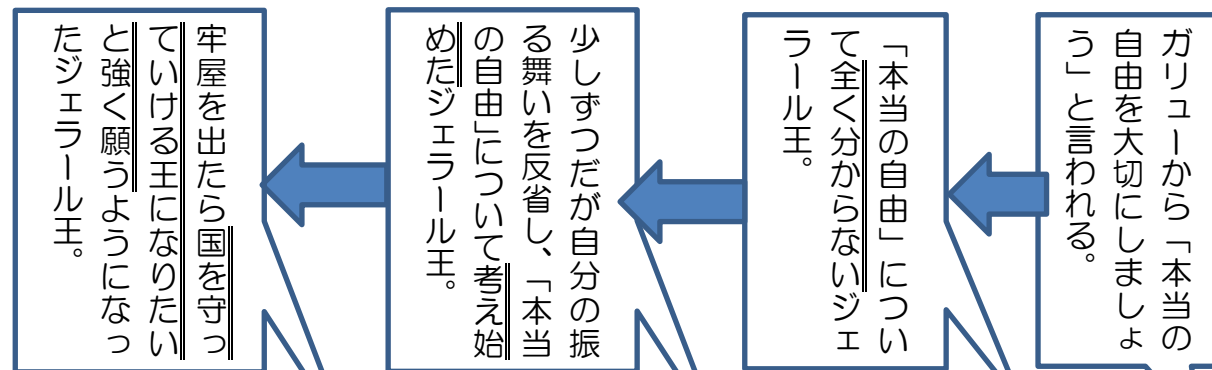 ガリューから「本当の
自由を大切にしましょ
う」と言われる。
「本当の自由」につい
て全く分からないジェ
ラール王。
少しずつだが自分の振
る舞いを反省し、「本当
の自由」について考え始
めたジェラール王。
牢屋を出たら国を守っ
ていける王になりたい
と強く願うようになっ
たジェラール王。